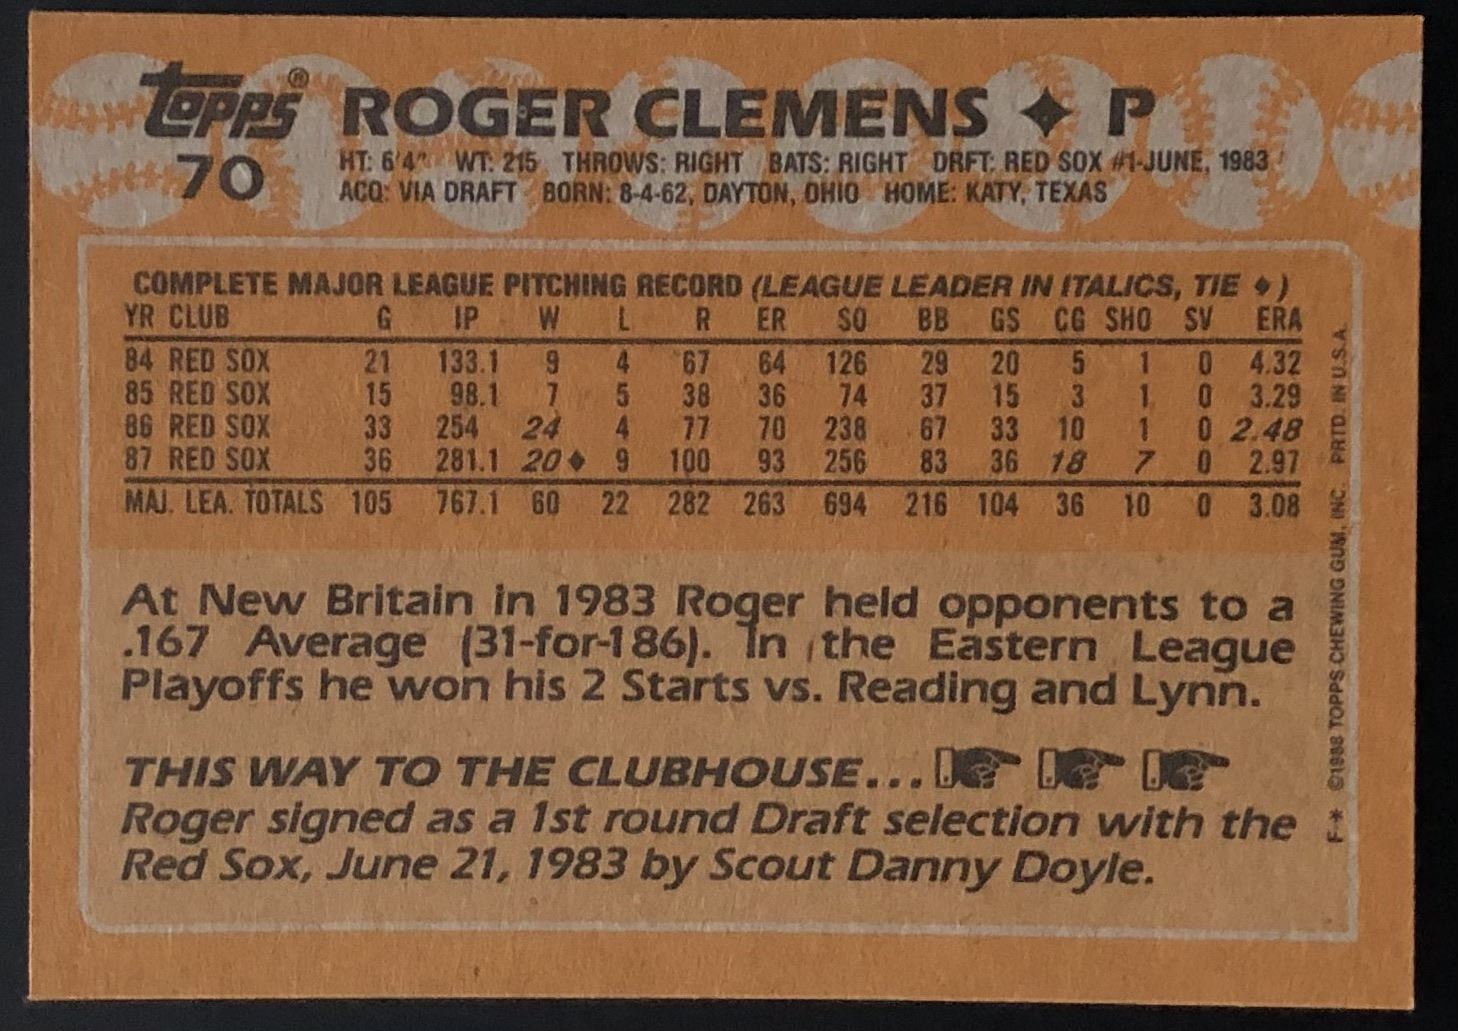 Topps® ROGER CLEMENS ♦ P
70
HT: 6'4" WT: 215 THROWS: RIGHT BATS: RIGHT DRFT: RED SOX #1-JUNE, 1983
ACQ: VIA DRAFT BORN: 8-4-62, DAYTON, OHIO HOME: KATY, TEXAS
COMPLETE MAJOR LEAGUE PITCHING RECORD (LEAGUE LEADER IN ITALICS, TIE ♦)
YR CLUB G IP W L R ER SO BB GS CG SHO SV ERA
84 RED SOX 21 133.1 9 4 67 64 126 29 20 5 1 0 4.32
85 RED SOX 15 98.1 7 5 38 36 74 37 15 3 1 0 3.29
86 RED SOX 33 254 24 4 77 70 238 67 33 10 1 0 2.48
87 RED SOX 36 281.1 20♦ 9 100 93 256 83 36 18 7 0 2.97
MAJ. LEA. TOTALS 105 767.1 60 22 282 263 694 216 104 36 10 0 3.08
At New Britain in 1983 Roger held opponents to a
.167 Average (31-for-186). In the Eastern League
Playoffs he won his 2 Starts vs. Reading and Lynn.
THIS WAY TO THE CLUBHOUSE...
Roger signed as a 1st round Draft selection with the
Red Sox, June 21, 1983 by Scout Danny Doyle.
F* ©1988 TOPPS CHEWING GUM, INC. PRTD. IN U.S.A.